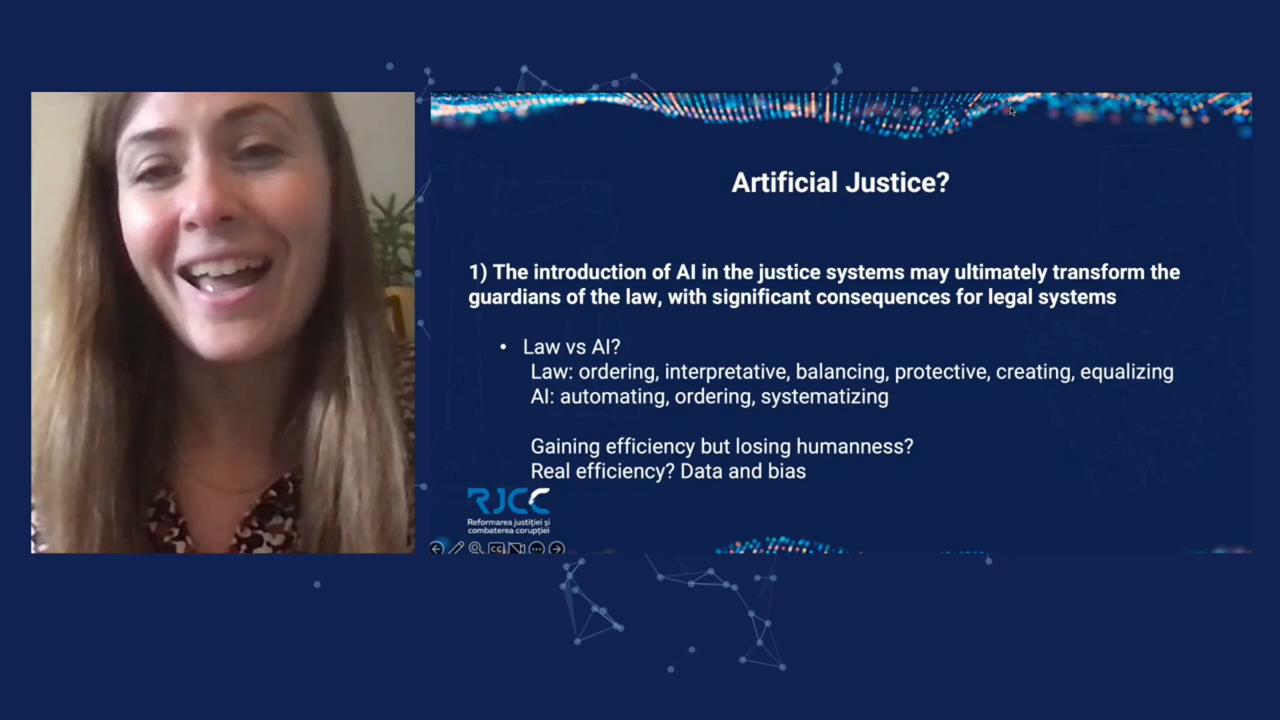 Artificial Justice?
1) The introduction of AI in the justice systems may ultimately transform the
guardians of the law, with significant consequences for legal systems
• Law vs AI?
Law: ordering, interpretative, balancing, protective, creating, equalizing
AI: automating, ordering, systematizing
Gaining efficiency but losing humanness?
Real efficiency? Data and bias
RJCC
Reformarea justiției și
combaterea corupției
CC